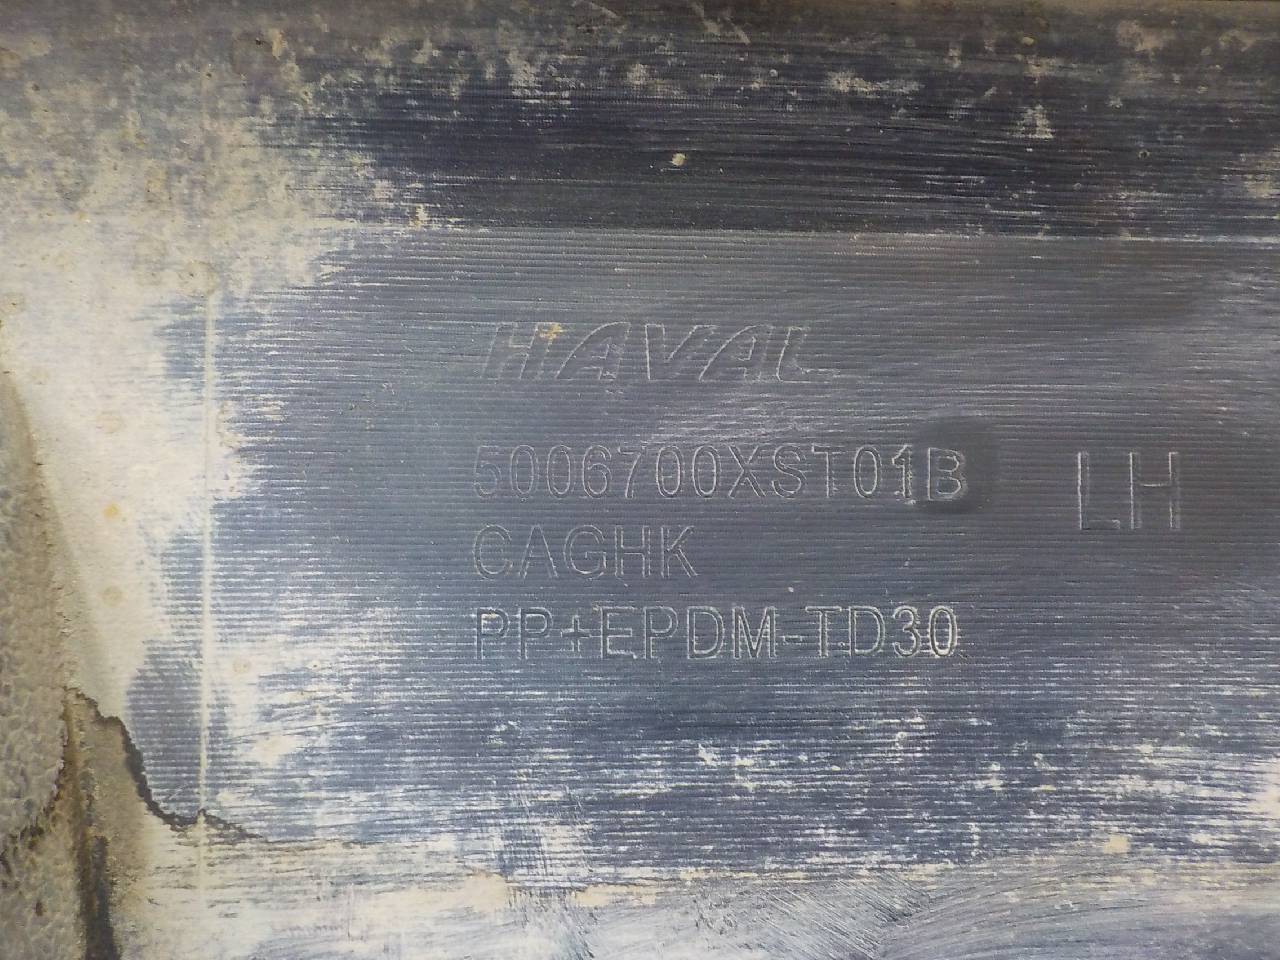 HAVAL
5006700XST01B LH
CAGHK
PP+EPDM-TD30